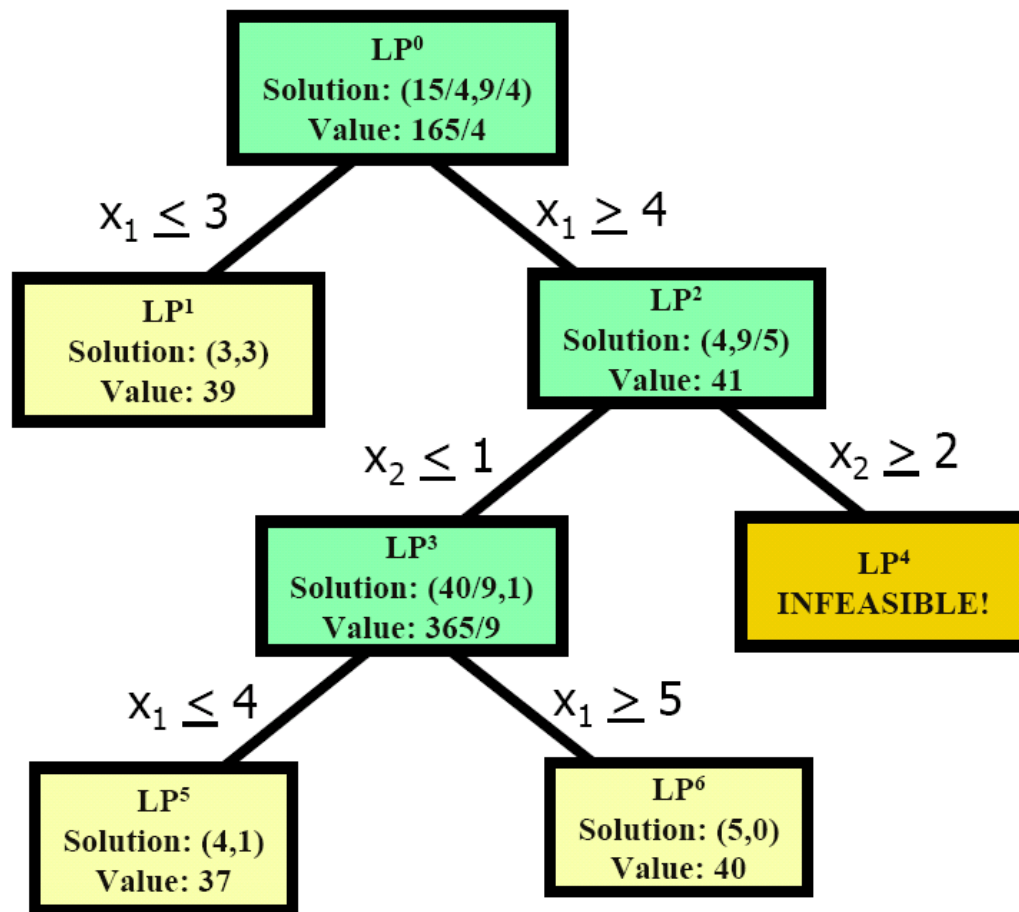 LP⁰
Solution: (15/4,9/4)
Value: 165/4
x₁ ≤ 3
x₁ ≥ 4
LP¹
Solution: (3,3)
Value: 39
LP²
Solution: (4,9/5)
Value: 41
x₂ ≤ 1
x₂ ≥ 2
LP³
Solution: (40/9,1)
Value: 365/9
LP⁴
INFEASIBLE!
x₁ ≤ 4
x₁ ≥ 5
LP⁵
Solution: (4,1)
Value: 37
LP⁶
Solution: (5,0)
Value: 40